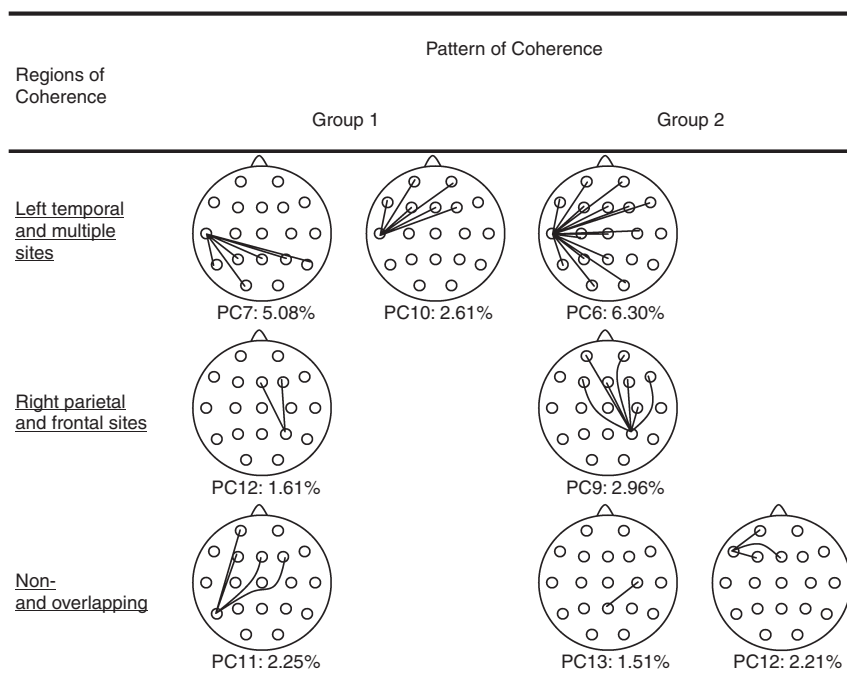 Pattern of Coherence
Regions of
Coherence
Group 1
Group 2
Left temporal
and multiple
sites
PC7: 5.08%
PC10: 2.61%
PC6: 6.30%
Right parietal
and frontal sites
PC12: 1.61%
PC9: 2.96%
Non-
and overlapping
PC11: 2.25%
PC13: 1.51%
PC12: 2.21%